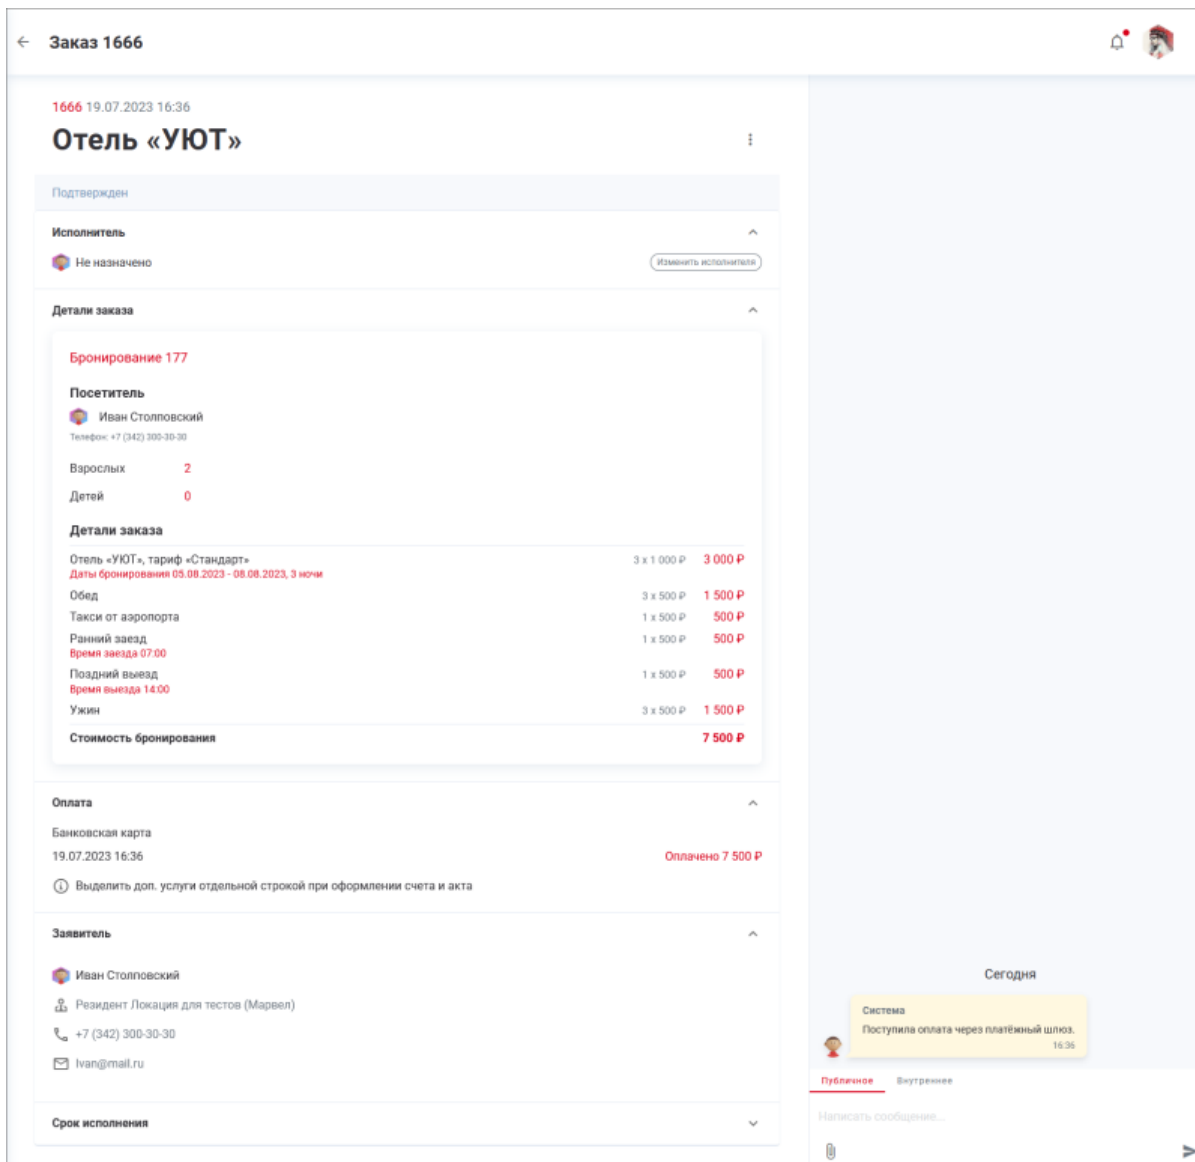 Заказ 1666
1666 19.07.2023 16:36
Отель «УЮТ»
Подтвержден
Исполнитель
Не назначено
Изменить исполнителя
Детали заказа
Бронирование 177
Посетитель
Иван Столповский
Телефон: +7 (342) 300-30-30
Взрослых 2
Детей 0
Детали заказа
Отель «УЮТ», тариф «Стандарт» 3 x 1 000 ₽ 3 000 ₽
Даты бронирования 05.08.2023 - 08.08.2023, 3 ночи
Обед 3 x 500 ₽ 1 500 ₽
Такси от аэропорта 1 x 500 ₽ 500 ₽
Ранний заезд 1 x 500 ₽ 500 ₽
Время заезда 07:00
Поздний выезд 1 x 500 ₽ 500 ₽
Время выезда 14:00
Ужин 3 x 500 ₽ 1 500 ₽
Стоимость бронирования 7 500 ₽
Оплата
Банковская карта
19.07.2023 16:36 Оплачено 7 500 ₽
Выделить доп. услуги отдельной строкой при оформлении счета и акта
Заявитель
Иван Столповский
Резидент Локация для тестов (Марвел)
+7 (342) 300-30-30
Ivan@mail.ru
Срок исполнения
Сегодня
Система
Поступила оплата через платёжный шлюз.
16:36
Публичное Внутреннее
Написать сообщение...